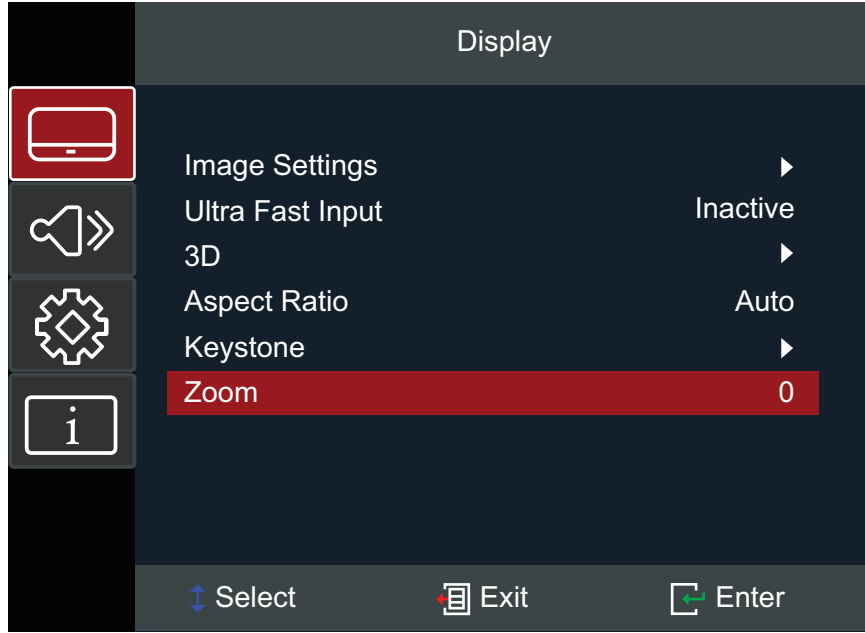 Display
Image Settings
Ultra Fast Input Inactive
3D
Aspect Ratio Auto
Keystone
Zoom 0
i
Select Exit Enter